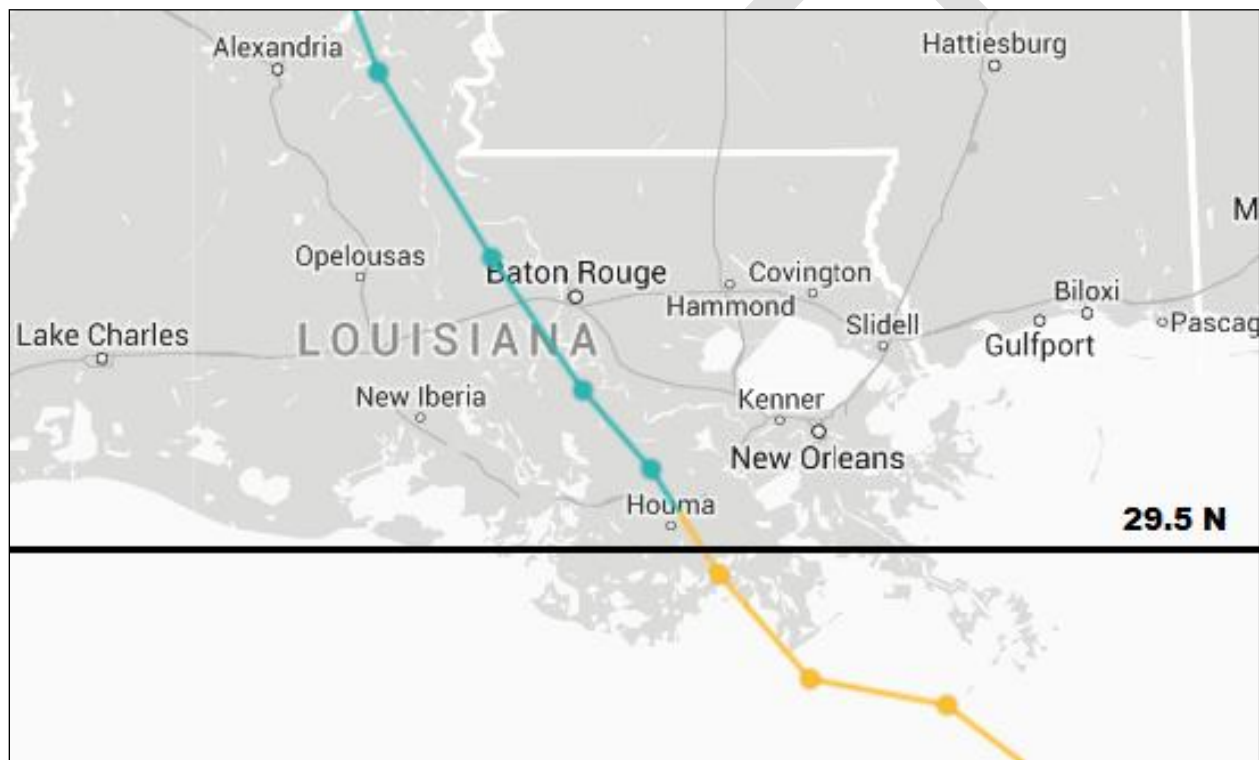 Alexandria
Hattiesburg
M
Opelousas
Baton Rouge
Covington
Hammond
Biloxi
Lake Charles
LOUISIANA
Slidell
Pascag
Gulfport
New Iberia
Kenner
New Orleans
Houma
29.5 N